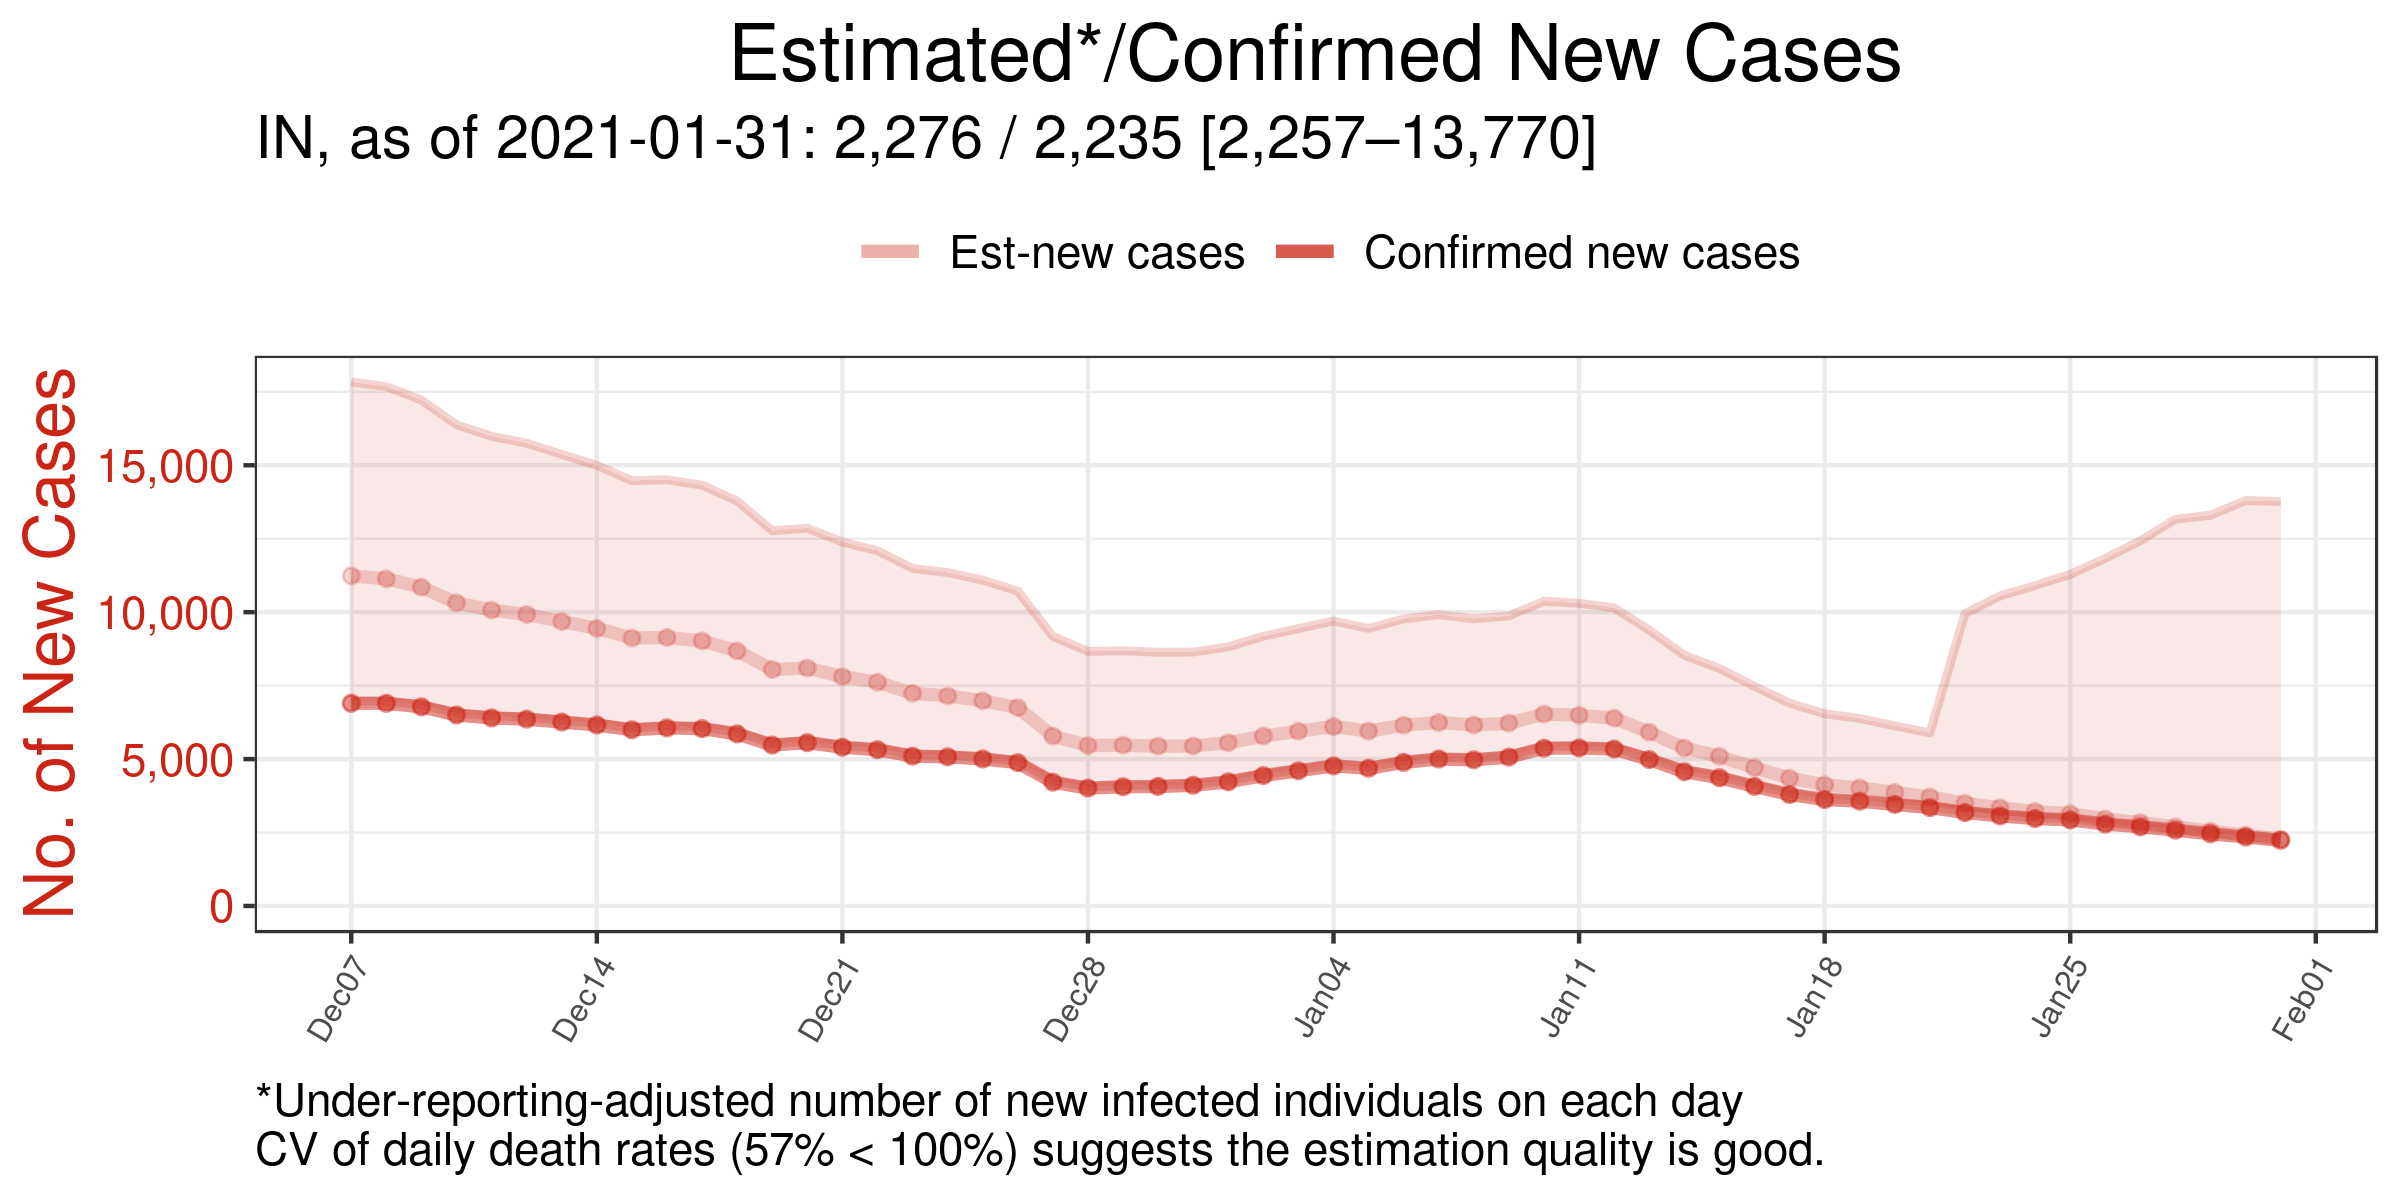 Estimated*/Confirmed New Cases
IN, as of 2021-01-31: 2,276 / 2,235 [2,257–13,770]
Est-new cases
Confirmed new cases
No. of New Cases
15,000
10,000
5,000
0
Dec07
Dec14
Dec21
Dec28
Jan04
Jan11
Jan18
Jan25
Feb01
*Under-reporting-adjusted number of new infected individuals on each day
CV of daily death rates (57% < 100%) suggests the estimation quality is good.